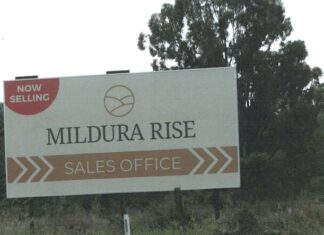 NOW
SELLING
MILDURA RISE
SALES OFFICE